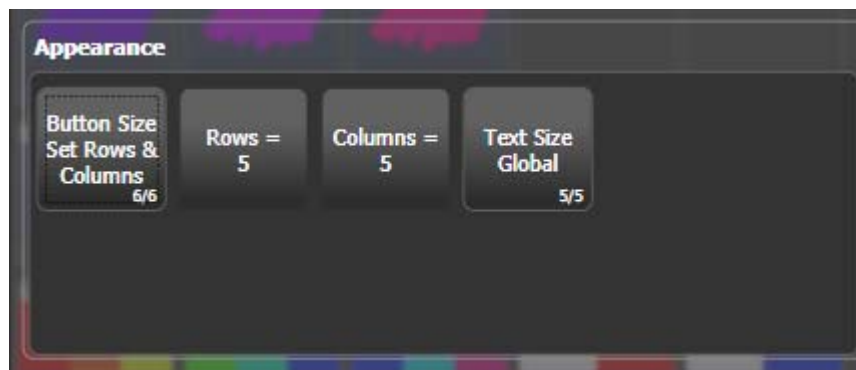 Appearance
Button Size
Set Rows &
Columns
6/6
Rows =
5
Columns =
5
Text Size
Global
5/5